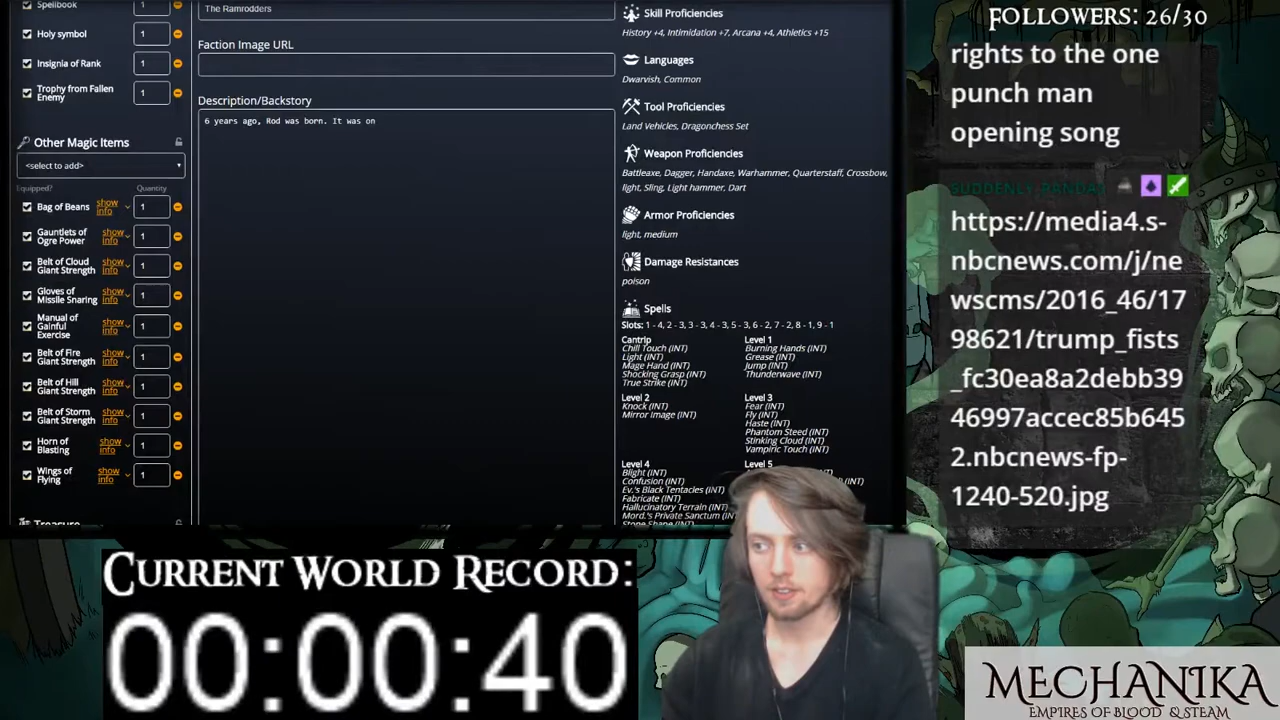 Spellbook
1
Holy symbol
1
Insignia of Rank
1
Trophy from Fallen
Enemy
1
Other Magic Items
<select to add>
Equipped?
Quantity
Bag of Beans
show
info
1
Gauntlets of
Ogre Power
show
info
1
Belt of Cloud
Giant Strength
show
info
1
Gloves of
Missile Snaring
show
info
1
Manual of
Gainful
Exercise
show
info
1
Belt of Fire
Giant Strength
show
info
1
Belt of Hill
Giant Strength
show
info
1
Belt of Storm
Giant Strength
show
info
1
Horn of
Blasting
show
info
1
Wings of
Flying
show
info
1
Treasure
The Ramrodders
Faction Image URL
Description/Backstory
6 years ago, Rod was born. It was on
Skill Proficiencies
History +4, Intimidation +7, Arcana +4, Athletics +15
Languages
Dwarvish, Common
Tool Proficiencies
Land Vehicles, Dragonchess Set
Weapon Proficiencies
Battleaxe, Dagger, Handaxe, Warhammer, Quarterstaff, Crossbow,
light, Sling, Light hammer, Dart
Armor Proficiencies
light, medium
Damage Resistances
poison
Spells
Slots: 1 - 4, 2 - 3, 3 - 3, 4 - 3, 5 - 3, 6 - 2, 7 - 2, 8 - 1, 9 - 1
Cantrip
Chill Touch (INT)
Light (INT)
Mage Hand (INT)
Shocking Grasp (INT)
True Strike (INT)
Level 1
Burning Hands (INT)
Grease (INT)
Jump (INT)
Thunderwave (INT)
Level 2
Knock (INT)
Mirror Image (INT)
Level 3
Fear (INT)
Fly (INT)
Haste (INT)
Phantom Steed (INT)
Stinking Cloud (INT)
Vampiric Touch (INT)
Level 4
Blight (INT)
Confusion (INT)
Ev.'s Black Tentacles (INT)
Fabricate (INT)
Hallucinatory Terrain (INT)
Mord.'s Private Sanctum (INT)
Stone Shape (INT)
Level 5
FOLLOWERS: 26/30
rights to the one
punch man
opening song
SUDDENLY_PANDAS
https://media4.s-
nbcnews.com/j/ne
wscms/2016_46/17
98621/trump_fists
_fc30ea8a2debb39
46997accec85b645
2.nbcnews-fp-
1240-520.jpg
CURRENT WORLD RECORD:
00:00:40
MECHANIKA
EMPIRES OF BLOOD & STEAM